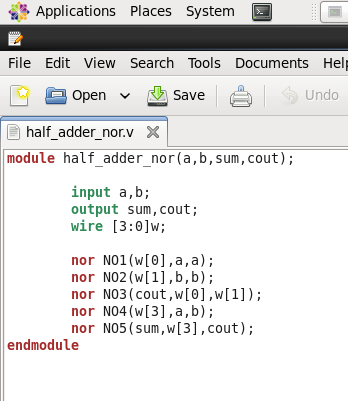 Applications Places System
File Edit View Search Tools Documents Help
Open Save Undo
half_adder_nor.v
module half_adder_nor(a,b,sum,cout);
input a,b;
output sum,cout;
wire [3:0]w;
nor NO1(w[0],a,a);
nor NO2(w[1],b,b);
nor NO3(cout,w[0],w[1]);
nor NO4(w[3],a,b);
nor NO5(sum,w[3],cout);
endmodule